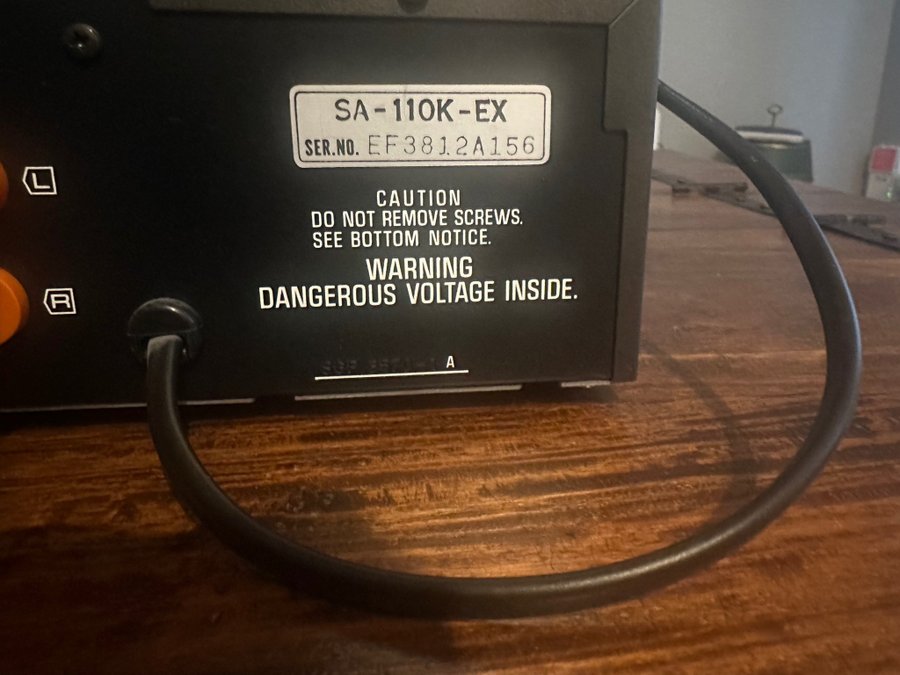 SA-110K-EX
SER.NO. EF3812A156
L
CAUTION
DO NOT REMOVE SCREWS.
SEE BOTTOM NOTICE.
WARNING
DANGEROUS VOLTAGE INSIDE.
R
A